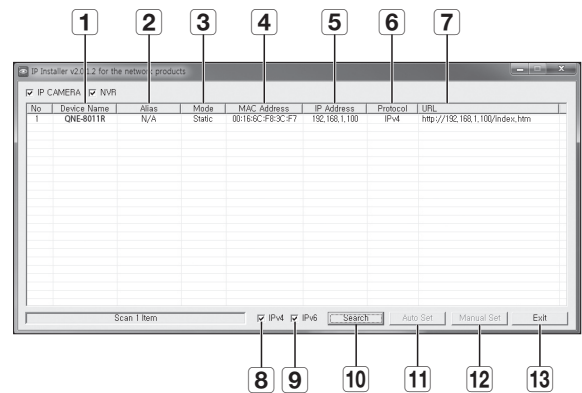 1 2 3 4 5 6 7
IP Installer v2.0.1.2 for the network products
IP CAMERA NVR
No Device Name Alias Mode MAC Address IP Address Protocol URL
1 QNE-8011R N/A Static 00:16:6C:F8:3C:F7 192,168,1,100 IPv4 http://192,168,1,100/index,htm
Scan 1 Item IPv4 IPv6 Search Auto Set Manual Set Exit
8 9 10 11 12 13